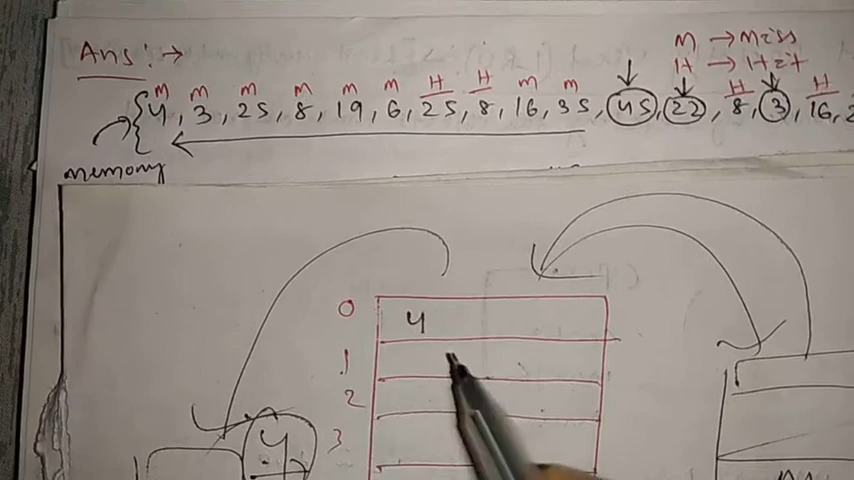 Ans:→
M → Miss
H → Hit
M M M M M M H H M M H H
{4, 3, 25, 8, 19, 6, 25, 8, 16, 35, 45, 22, 8, 3, 16, 2
memory
0 4
1
2
3
4